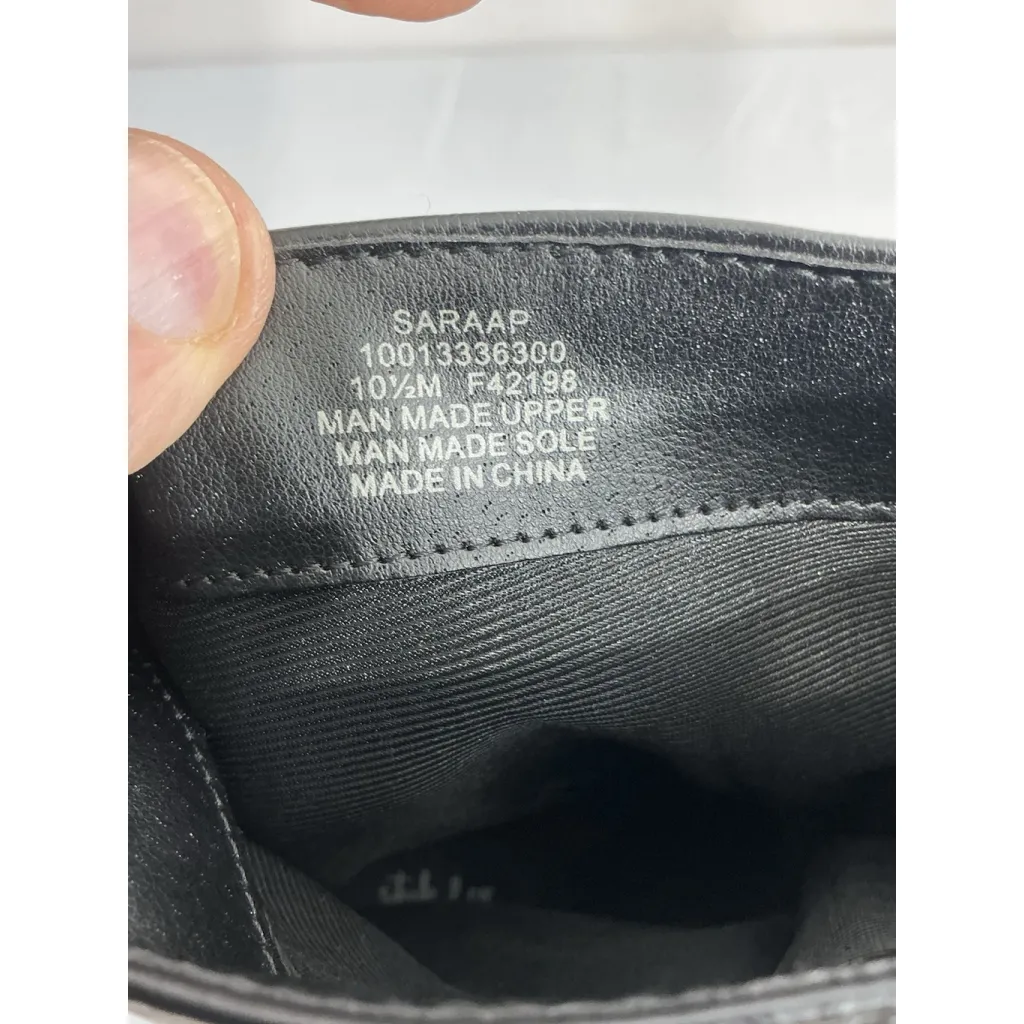 SARAAP
10013336300
10½M F42198
MAN MADE UPPER
MAN MADE SOLE
MADE IN CHINA